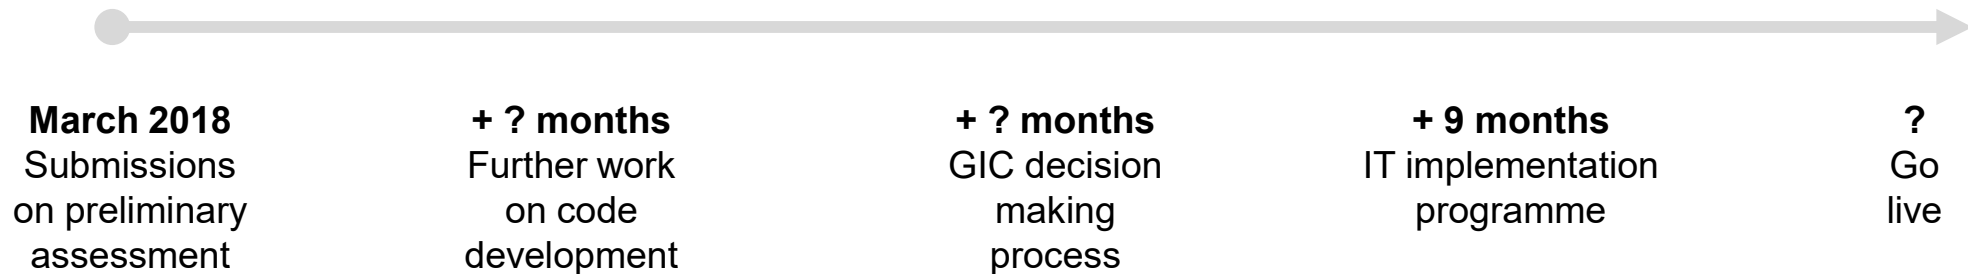 March 2018
Submissions
on preliminary
assessment
+ ? months
Further work
on code
development
+ ? months
GIC decision
making
process
+ 9 months
IT implementation
programme
?
Go
live